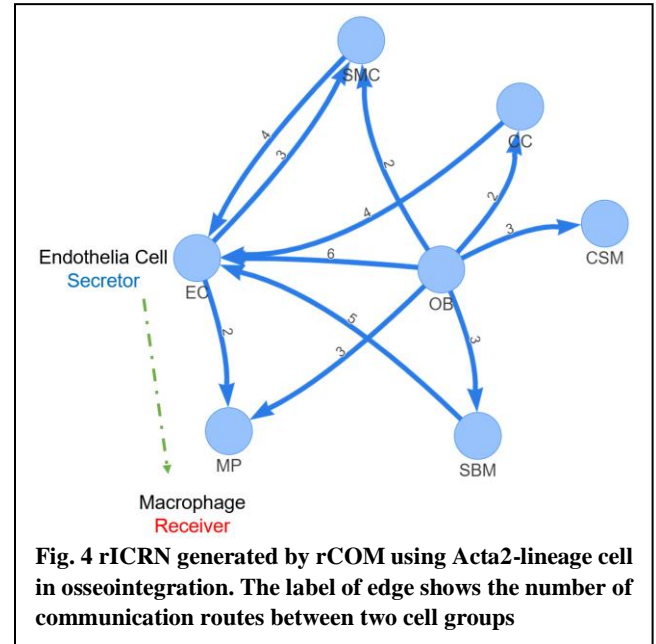 SMC
4
3
CC
2
2
4
3
CSM
Endothelia Cell
Secretor
EC
6
OB
2
5
3
3
MP
SBM
Macrophage
Receiver
Fig. 4 rICRN generated by rCOM using Acta2-lineage cell
in osseointegration. The label of edge shows the number of
communication routes between two cell groups